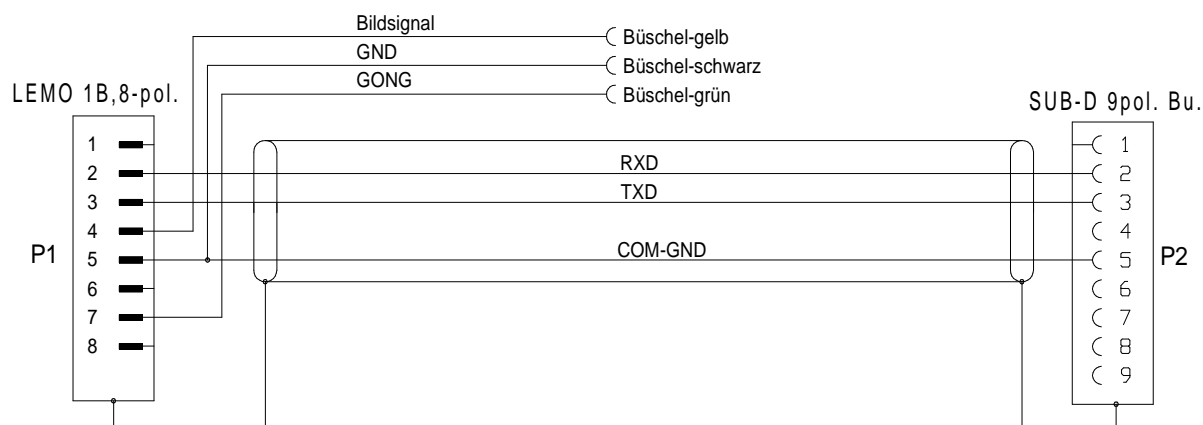 Bildsignal
Büschel-gelb
GND
Büschel-schwarz
GONG
Büschel-grün
LEMO 1B,8-pol.
SUB-D 9pol. Bu.
1
2
3
4
5
6
7
8
P1
RXD
TXD
COM-GND
1
2
3
4
5
6
7
8
9
P2